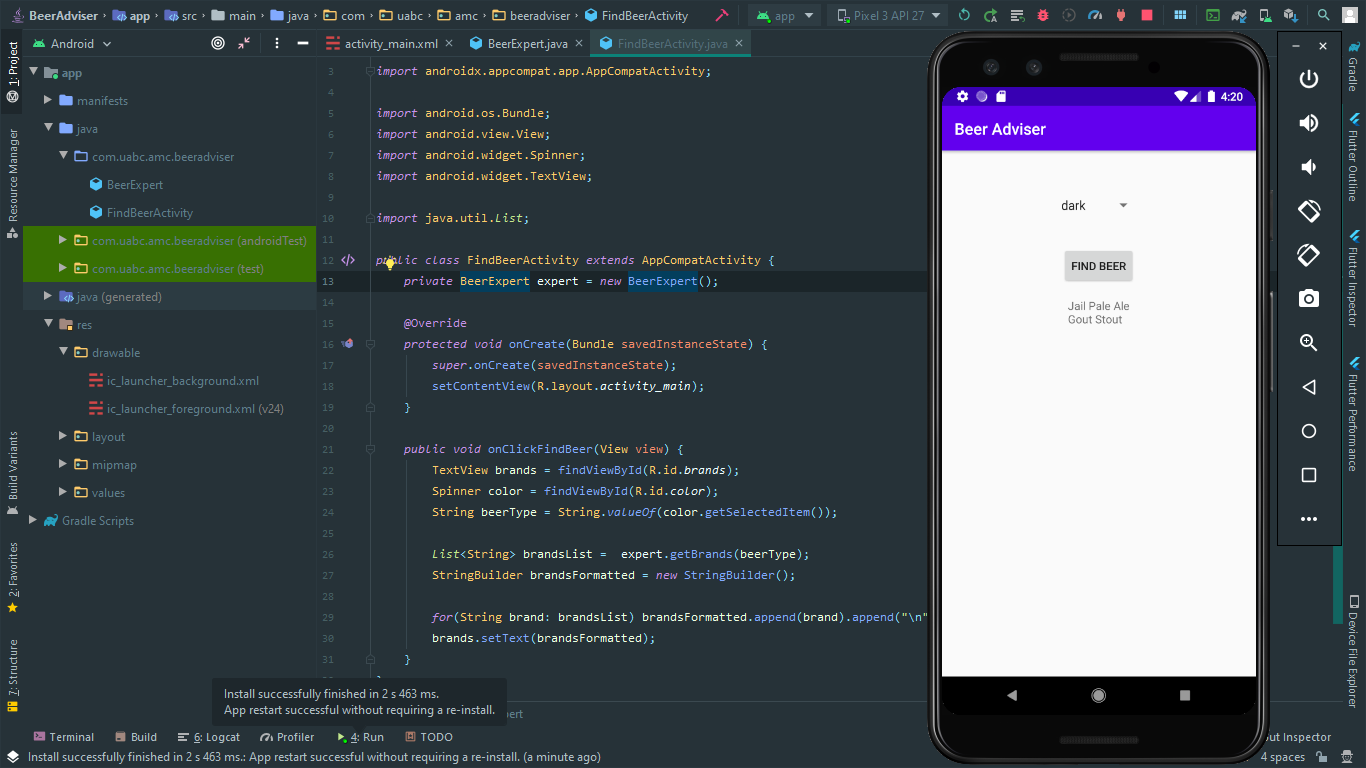 BeerAdviser app src main java com uabc amc beeradviser FindBeerActivity app Pixel 3 API 27
Android
activity_main.xml BeerExpert.java FindBeerActivity.java
1: Project
Resource Manager
Build Variants
2: Favorites
7: Structure
app
manifests
java
com.uabc.amc.beeradviser
BeerExpert
FindBeerActivity
com.uabc.amc.beeradviser (androidTest)
com.uabc.amc.beeradviser (test)
java (generated)
res
drawable
ic_launcher_background.xml
ic_launcher_foreground.xml (v24)
layout
mipmap
values
Gradle Scripts
3 import androidx.appcompat.app.AppCompatActivity;
4
5 import android.os.Bundle;
6 import android.view.View;
7 import android.widget.Spinner;
8 import android.widget.TextView;
9
10 import java.util.List;
11
12 public class FindBeerActivity extends AppCompatActivity {
13 private BeerExpert expert = new BeerExpert();
14
15 @Override
16 protected void onCreate(Bundle savedInstanceState) {
17 super.onCreate(savedInstanceState);
18 setContentView(R.layout.activity_main);
19 }
20
21 public void onClickFindBeer(View view) {
22 TextView brands = findViewById(R.id.brands);
23 Spinner color = findViewById(R.id.color);
24 String beerType = String.valueOf(color.getSelectedItem());
25
26 List<String> brandsList = expert.getBrands(beerType);
27 StringBuilder brandsFormatted = new StringBuilder();
28
29 for(String brand: brandsList) brandsFormatted.append(brand).append("\n"
30 brands.setText(brandsFormatted);
31 }
4:20
Beer Adviser
dark
FIND BEER
Jail Pale Ale
Gout Stout
Gradle
Flutter Outline
Flutter Inspector
Flutter Performance
Device File Explorer
Install successfully finished in 2 s 463 ms.
App restart successful without requiring a re-install.
Terminal Build 6: Logcat Profiler 4: Run TODO
out Inspector
Install successfully finished in 2 s 463 ms.: App restart successful without requiring a re-install. (a minute ago)
4 spaces